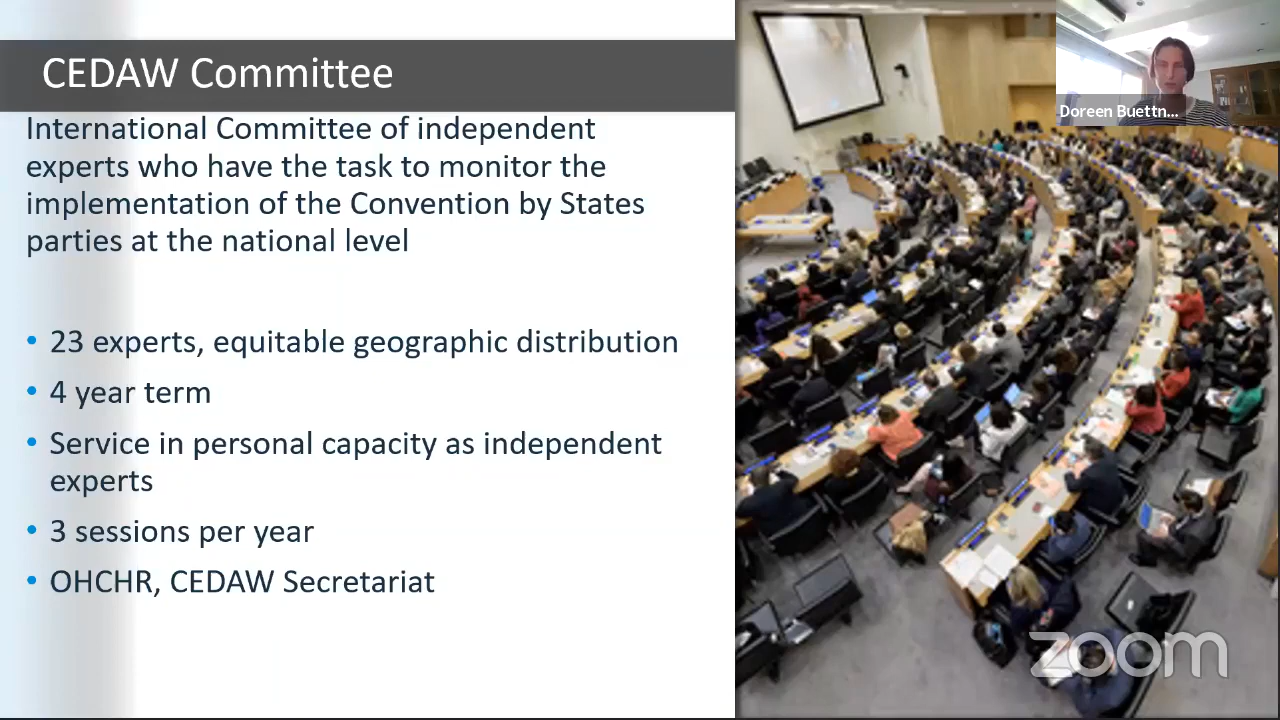 CEDAW Committee
International Committee of independent
experts who have the task to monitor the
implementation of the Convention by States
parties at the national level
• 23 experts, equitable geographic distribution
• 4 year term
• Service in personal capacity as independent
experts
• 3 sessions per year
• OHCHR, CEDAW Secretariat
Doreen Buettn...
zoom